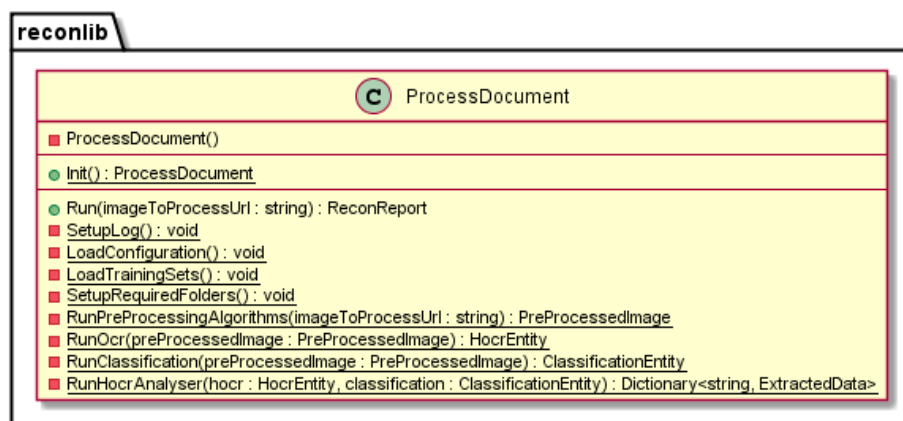 reconlib
C ProcessDocument
ProcessDocument()
Init() : ProcessDocument
Run(imageToProcessUrl : string) : ReconReport
SetupLog() : void
LoadConfiguration() : void
LoadTrainingSets() : void
SetupRequiredFolders() : void
RunPreProcessingAlgorithms(imageToProcessUrl : string) : PreProcessedImage
RunOcr(preProcessedImage : PreProcessedImage) : HocrEntity
RunClassification(preProcessedImage : PreProcessedImage) : ClassificationEntity
RunHocrAnalyser(hocr : HocrEntity, classification : ClassificationEntity) : Dictionary<string, ExtractedData>